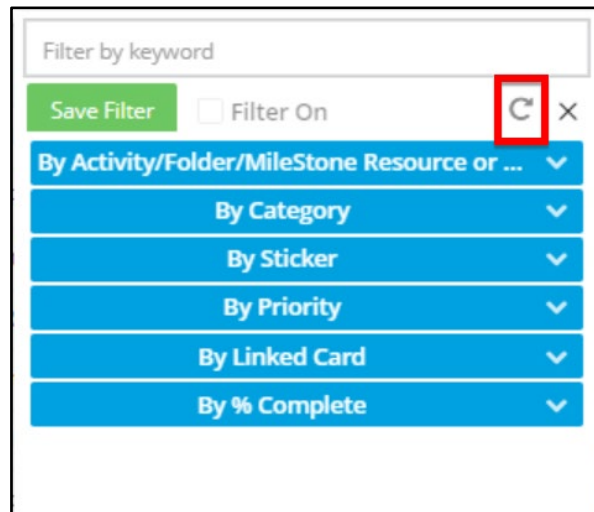 Filter by keyword
Save Filter Filter On
By Activity/Folder/MileStone Resource or ...
By Category
By Sticker
By Priority
By Linked Card
By % Complete